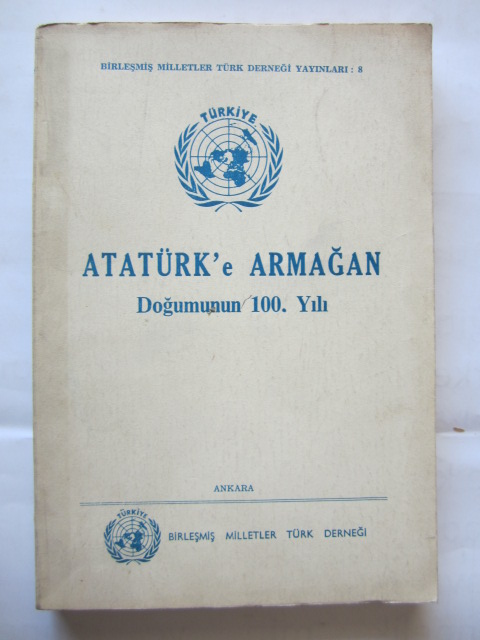 BİRLEŞMİŞ MİLLETLER TÜRK DERNEĞİ YAYINLARI : 8
TÜRKİYE
ATATÜRK'e ARMAĞAN
Doğumunun 100. Yılı
ANKARA
TÜRKİYE
BİRLEŞMİŞ MİLLETLER TÜRK DERNEĞİ